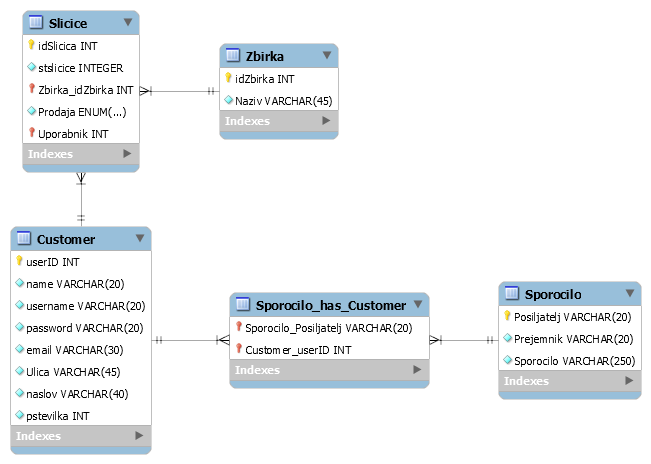 Slicice
idSlicica INT
stslicice INTEGER
Zbirka_idZbirka INT
Prodaja ENUM(...)
Uporabnik INT
Indexes
Zbirka
idZbirka INT
Naziv VARCHAR(45)
Indexes
Customer
userID INT
name VARCHAR(20)
username VARCHAR(20)
password VARCHAR(20)
email VARCHAR(30)
Ulica VARCHAR(45)
naslov VARCHAR(40)
pstevilka INT
Indexes
Sporocilo_has_Customer
Sporocilo_Posiljatelj VARCHAR(20)
Customer_userID INT
Indexes
Sporocilo
Posiljatelj VARCHAR(20)
Prejemnik VARCHAR(20)
Sporocilo VARCHAR(250)
Indexes